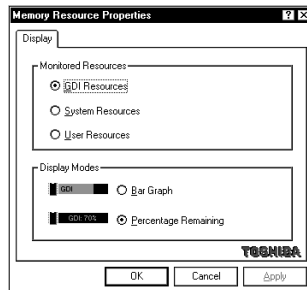 Memory Resource Properties
Display
Monitored Resources
GDI Resources
System Resources
User Resources
Display Modes
GDI
Bar Graph
GDI: 70%
Percentage Remaining
TOSHIBA
OK
Cancel
Apply